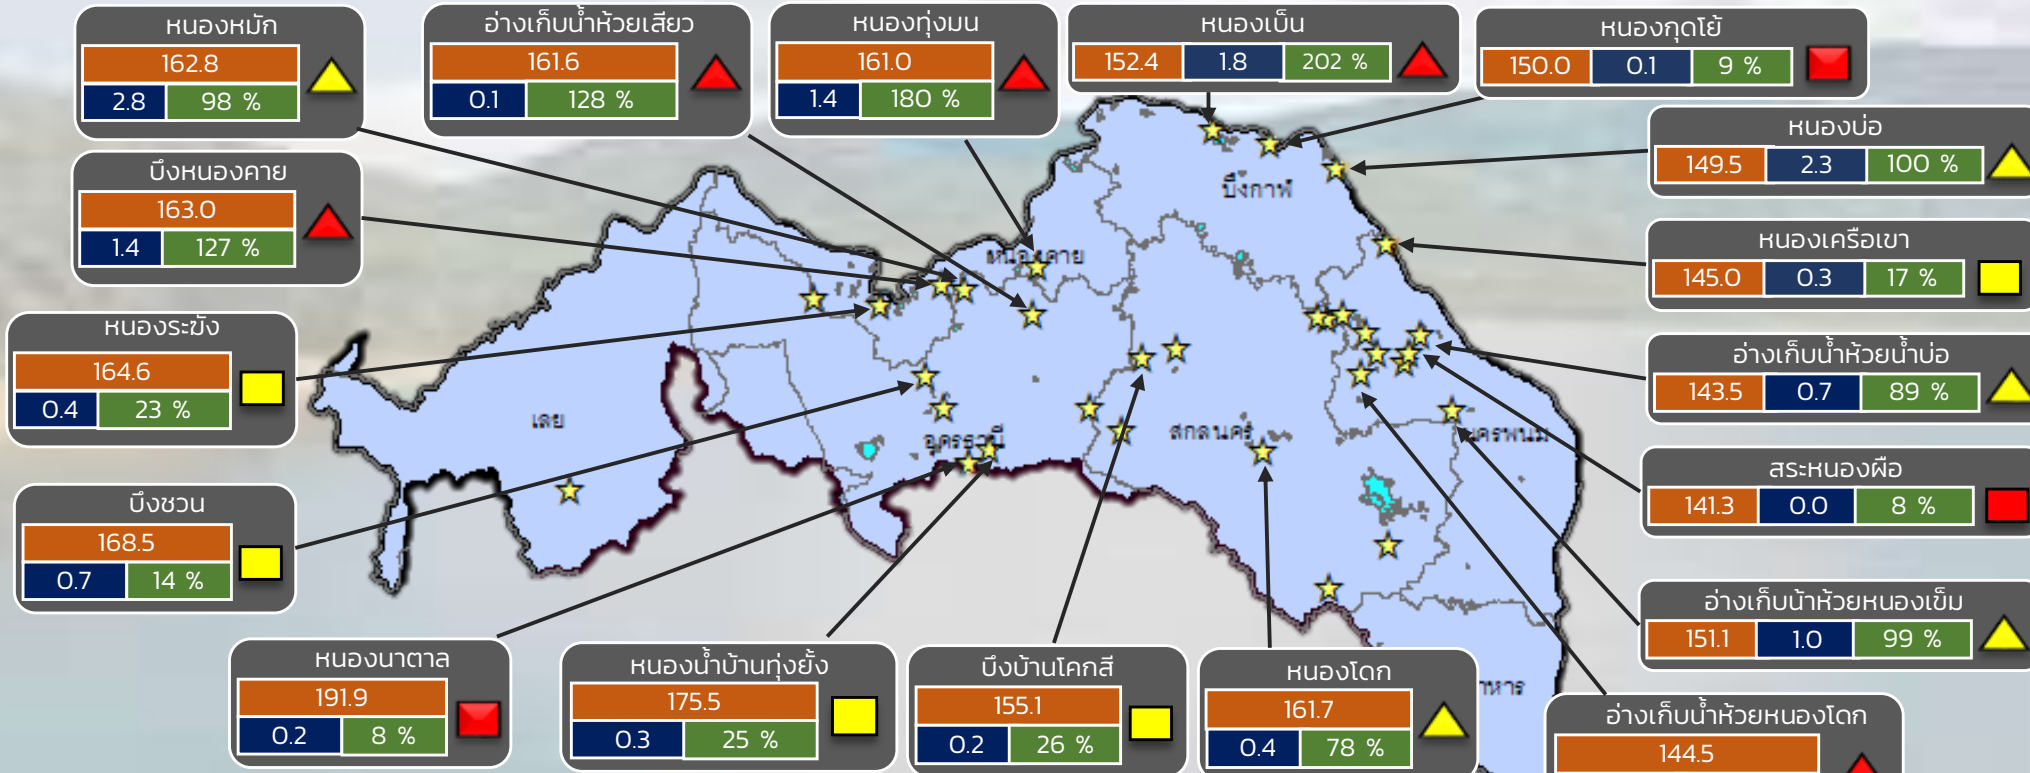 หนองหมัก
162.8
2.8 98 %
อ่างเก็บน้ำห้วยเสียว
161.6
0.1 128 %
หนองทุ่งมน
161.0
1.4 180 %
หนองเบ็น
152.4 1.8 202 %
หนองกุดโย้
150.0 0.1 9 %
บึงหนองคาย
163.0
1.4 127 %
หนองบ่อ
149.5 2.3 100 %
หนองเครือเขา
145.0 0.3 17 %
หนองระฆัง
164.6
0.4 23 %
อ่างเก็บน้ำห้วยน้ำบ่อ
143.5 0.7 89 %
บึงชวน
168.5
0.7 14 %
สระหนองผือ
141.3 0.0 8 %
อ่างเก็บน้ำห้วยหนองเข็ม
151.1 1.0 99 %
หนองนาตาล
191.9
0.2 8 %
หนองน้ำบ้านทุ่งยั้ง
175.5
0.3 25 %
บึงบ้านโคกสี
155.1
0.2 26 %
หนองโดก
161.7
0.4 78 %
อ่างเก็บน้ำห้วยหนองโดก
144.5
บึงกาฬ
หนองคาย
เลย
อุดรธานี
สกลนคร
นครพนม
าหาร